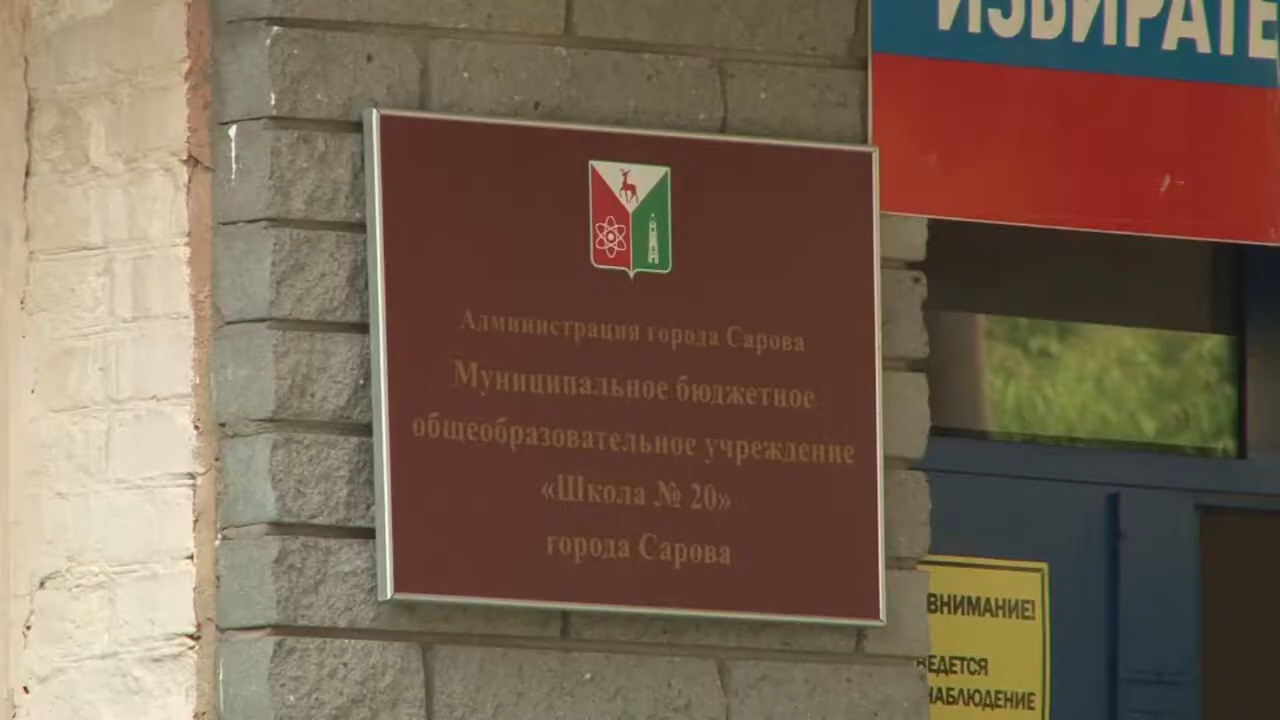 ИЗБИРАТЕ
Администрация города Сарова
Муниципальное бюджетное
общеобразовательное учреждение
«Школа № 20»
города Сарова
ВНИМАНИЕ!
ВЕДЕТСЯ
НАБЛЮДЕНИЕ